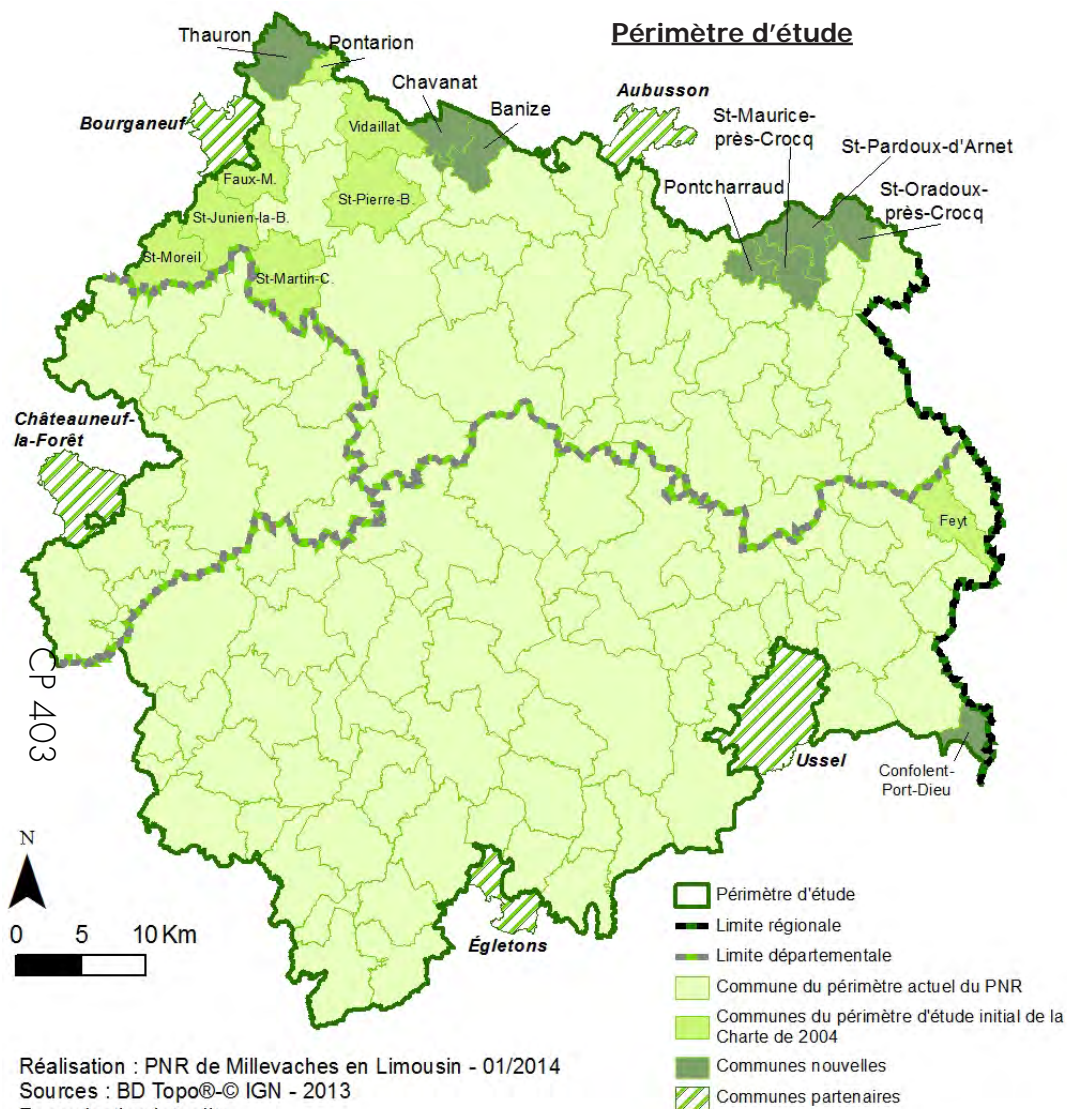 Périmètre d'étude
Thauron
Pontarion
Chavanat
Banize
Aubusson
Bourganeuf
Vidaillat
St-Maurice-
près-Crocq
St-Pardoux-d'Arnet
Pontcharraud
St-Oradoux-
près-Crocq
Faux-M.
St-Pierre-B.
St-Junien-la-B.
St-Moreil
St-Martin-C.
Châteauneuf-
la-Forêt
Feyt
CP 403
Ussel
Confolent-
Port-Dieu
Égletons
N
0 5 10 Km
Périmètre d'étude
Limite régionale
Limite départementale
Commune du périmètre actuel du PNR
Communes du périmètre d'étude initial de la
Charte de 2004
Communes nouvelles
Communes partenaires
Réalisation : PNR de Millevaches en Limousin - 01/2014
Sources : BD Topo®-© IGN - 2013